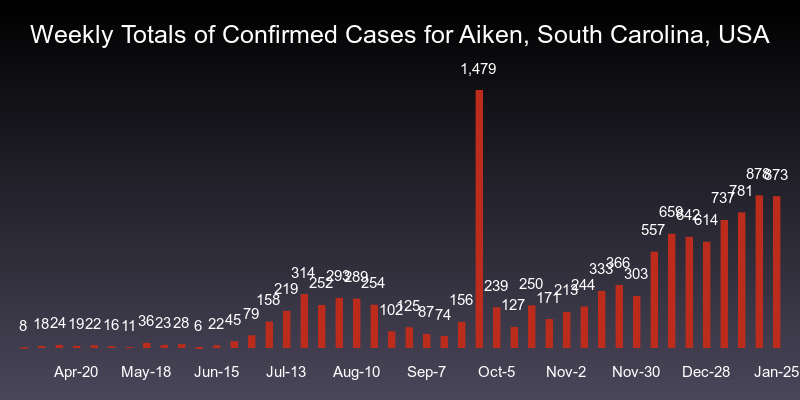 Weekly Totals of Confirmed Cases for Aiken, South Carolina, USA
1,479
8 18 24 19 22 16 11 36 23 28 6 22 45 79 158 219 314 252 293 289 254 102 125 87 74 156 239 127 250 171 213 244 333 366 303 557 659 642 614 737 781 878 873
Apr-20 May-18 Jun-15 Jul-13 Aug-10 Sep-7 Oct-5 Nov-2 Nov-30 Dec-28 Jan-25